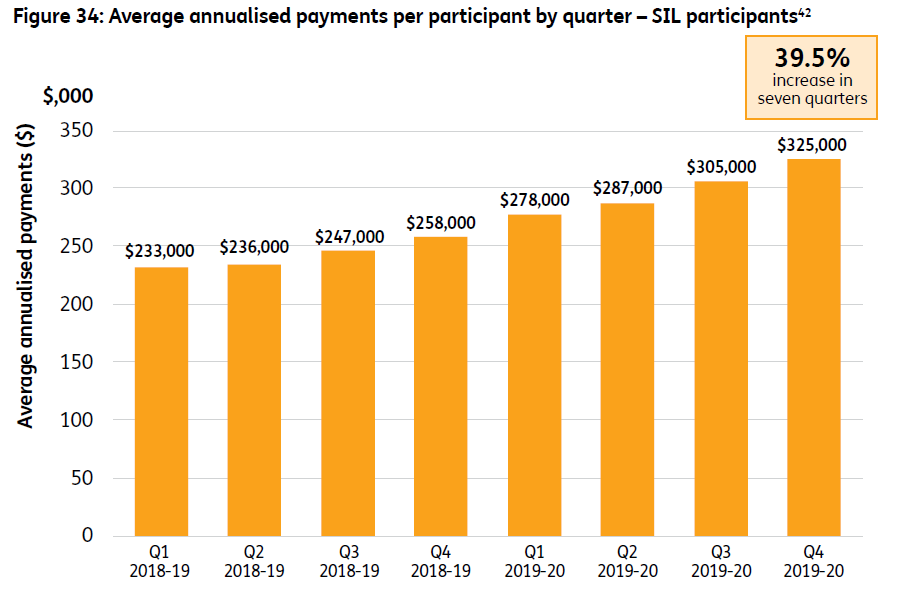 Figure 34: Average annualised payments per participant by quarter – SIL participants⁴²
39.5%
increase in
seven quarters
$,000
Average annualised payments ($)
350
300
250
200
150
100
50
0
$233,000
$236,000
$247,000
$258,000
$278,000
$287,000
$305,000
$325,000
Q1
2018-19
Q2
2018-19
Q3
2018-19
Q4
2018-19
Q1
2019-20
Q2
2019-20
Q3
2019-20
Q4
2019-20